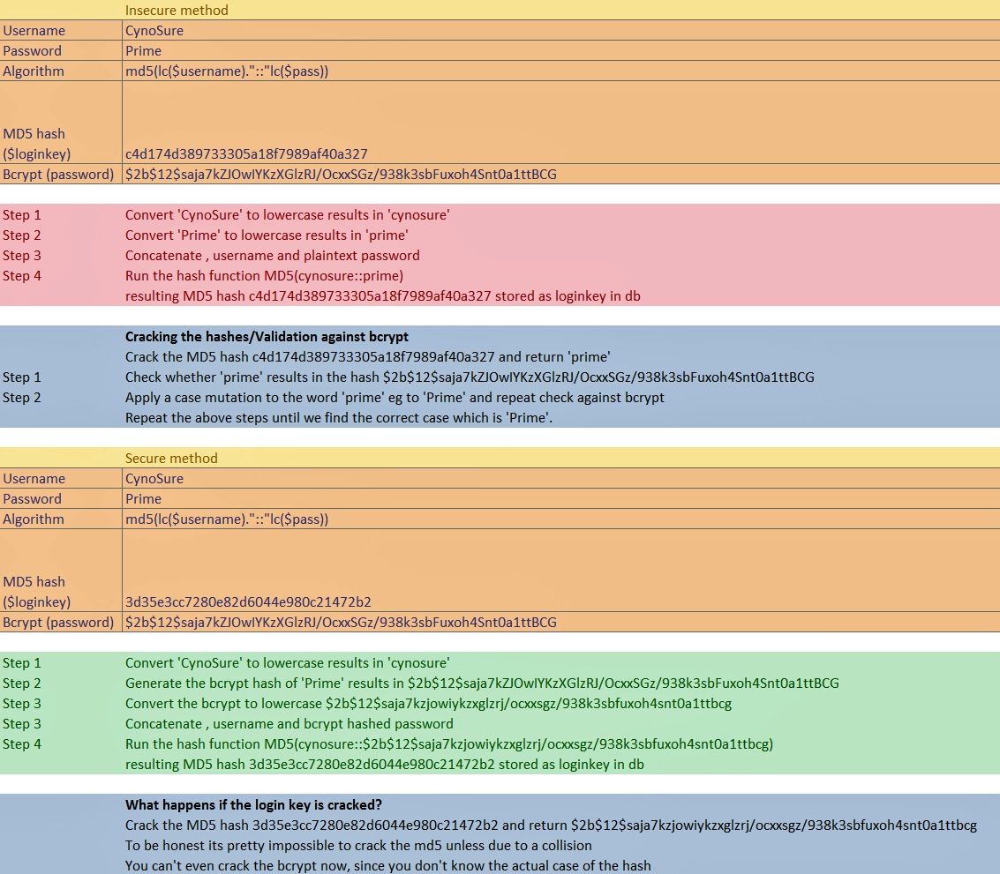 Insecure method
Username CynoSure
Password Prime
Algorithm md5(lc($username)."::"lc($pass))
MD5 hash
($loginkey) c4d174d389733305a18f7989af40a327
Bcrypt (password) $2b$12$saja7kZJOwIYKzXGlzRJ/OcxxSGz/938k3sbFuxoh4Snt0a1ttBCG
Step 1 Convert 'CynoSure' to lowercase results in 'cynosure'
Step 2 Convert 'Prime' to lowercase results in 'prime'
Step 3 Concatenate , username and plaintext password
Step 4 Run the hash function MD5(cynosure::prime)
resulting MD5 hash c4d174d389733305a18f7989af40a327 stored as loginkey in db
Cracking the hashes/Validation against bcrypt
Crack the MD5 hash c4d174d389733305a18f7989af40a327 and return 'prime'
Step 1 Check whether 'prime' results in the hash $2b$12$saja7kZJOwIYKzXGlzRJ/OcxxSGz/938k3sbFuxoh4Snt0a1ttBCG
Step 2 Apply a case mutation to the word 'prime' eg to 'Prime' and repeat check against bcrypt
Repeat the above steps until we find the correct case which is 'Prime'.
Secure method
Username CynoSure
Password Prime
Algorithm md5(lc($username)."::"lc($pass))
MD5 hash
($loginkey) 3d35e3cc7280e82d6044e980c21472b2
Bcrypt (password) $2b$12$saja7kZJOwIYKzXGlzRJ/OcxxSGz/938k3sbFuxoh4Snt0a1ttBCG
Step 1 Convert 'CynoSure' to lowercase results in 'cynosure'
Step 2 Generate the bcrypt hash of 'Prime' results in $2b$12$saja7kZJOwIYKzXGlzRJ/OcxxSGz/938k3sbFuxoh4Snt0a1ttBCG
Step 3 Convert the bcrypt to lowercase $2b$12$saja7kzjowiykzxglzrj/ocxxsgz/938k3sbfuxoh4snt0a1ttbcg
Step 3 Concatenate , username and bcrypt hashed password
Step 4 Run the hash function MD5(cynosure::$2b$12$saja7kzjowiykzxglzrj/ocxxsgz/938k3sbfuxoh4snt0a1ttbcg)
resulting MD5 hash 3d35e3cc7280e82d6044e980c21472b2 stored as loginkey in db
What happens if the login key is cracked?
Crack the MD5 hash 3d35e3cc7280e82d6044e980c21472b2 and return $2b$12$saja7kzjowiykzxglzrj/ocxxsgz/938k3sbfuxoh4snt0a1ttbcg
To be honest its pretty impossible to crack the md5 unless due to a collision
You can't even crack the bcrypt now, since you don't know the actual case of the hash